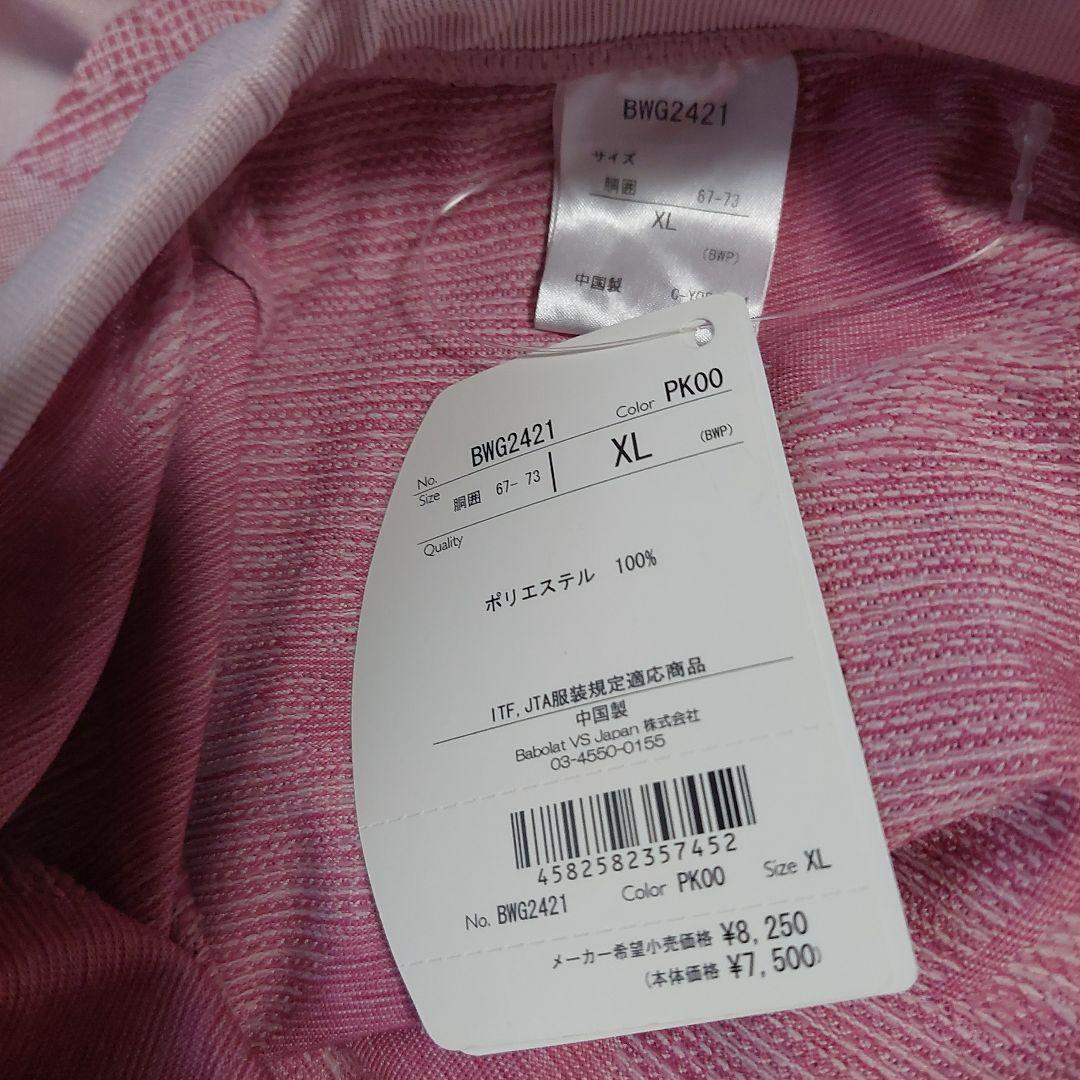 BWG2421
サイズ
胴囲 67-73
XL
(BWP)
中国製
No. BWG2421 Color PK00
Size 胴囲 67- 73 XL (BWP)
Quality
ポリエステル 100%
ITF, JTA服装規定適応商品
中国製
Babolat VS Japan 株式会社
03-4550-0155
4582582357452
No. BWG2421 Color PK00 Size XL
メーカー希望小売価格 ¥8,250
(本体価格 ¥7,500)